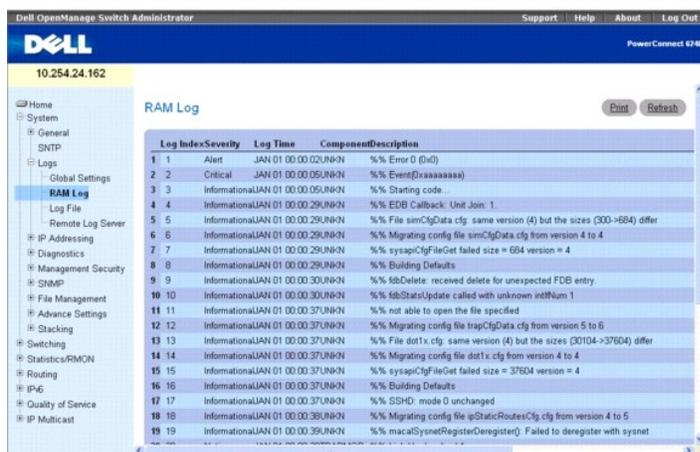 Dell OpenManage Switch Administrator Support Help About Log Out
DELL
PowerConnect 624
10.254.24.162
Home
System
General
SNTP
Logs
Global Settings
RAM Log
Log File
Remote Log Server
IP Addressing
Diagnostics
Management Security
SNMP
File Management
Advance Settings
Stacking
Switching
Statistics/RMON
Routing
IPv6
Quality of Service
IP Multicast
RAM Log
Print Refresh
Log Index Severity Log Time Component Description
1 1 Alert JAN 01 00:00:02 UNKN %% Error 0 (0x0)
2 2 Critical JAN 01 00:00:05 UNKN %% Event(0xaaaaaaaa)
3 3 Informational JAN 01 00:00:05 UNKN %% Starting code...
4 4 Informational JAN 01 00:00:29 UNKN %% EDB Callback: Unit Join: 1.
5 5 Informational JAN 01 00:00:29 UNKN %% File simCfgData.cfg: same version (4) but the sizes (300->684) differ
6 6 Informational JAN 01 00:00:29 UNKN %% Migrating config file simCfgData.cfg from version 4 to 4
7 7 Informational JAN 01 00:00:29 UNKN %% sysapiCfgFileGet failed size = 684 version = 4
8 8 Informational JAN 01 00:00:29 UNKN %% Building Defaults
9 9 Informational JAN 01 00:00:30 UNKN %% fdbDelete: received delete for unexpected FDB entry.
10 10 Informational JAN 01 00:00:30 UNKN %% fdbStatsUpdate called with unknown intIfNum 1
11 11 Informational JAN 01 00:00:37 UNKN %% not able to open the file specified
12 12 Informational JAN 01 00:00:37 UNKN %% Migrating config file trapCfgData.cfg from version 5 to 6
13 13 Informational JAN 01 00:00:37 UNKN %% File dot1x.cfg: same version (4) but the sizes (30104->37604) differ
14 14 Informational JAN 01 00:00:37 UNKN %% Migrating config file dot1x.cfg from version 4 to 4
15 15 Informational JAN 01 00:00:37 UNKN %% sysapiCfgFileGet failed size = 37604 version = 4
16 16 Informational JAN 01 00:00:37 UNKN %% Building Defaults
17 17 Informational JAN 01 00:00:37 UNKN %% SSHD: mode 0 unchanged
18 18 Informational JAN 01 00:00:38 UNKN %% Migrating config file ipStaticRoutesCfg.cfg from version 4 to 5
19 19 Informational JAN 01 00:00:39 UNKN %% macalSysnetRegisterDeregister(): Failed to deregister with sysnet